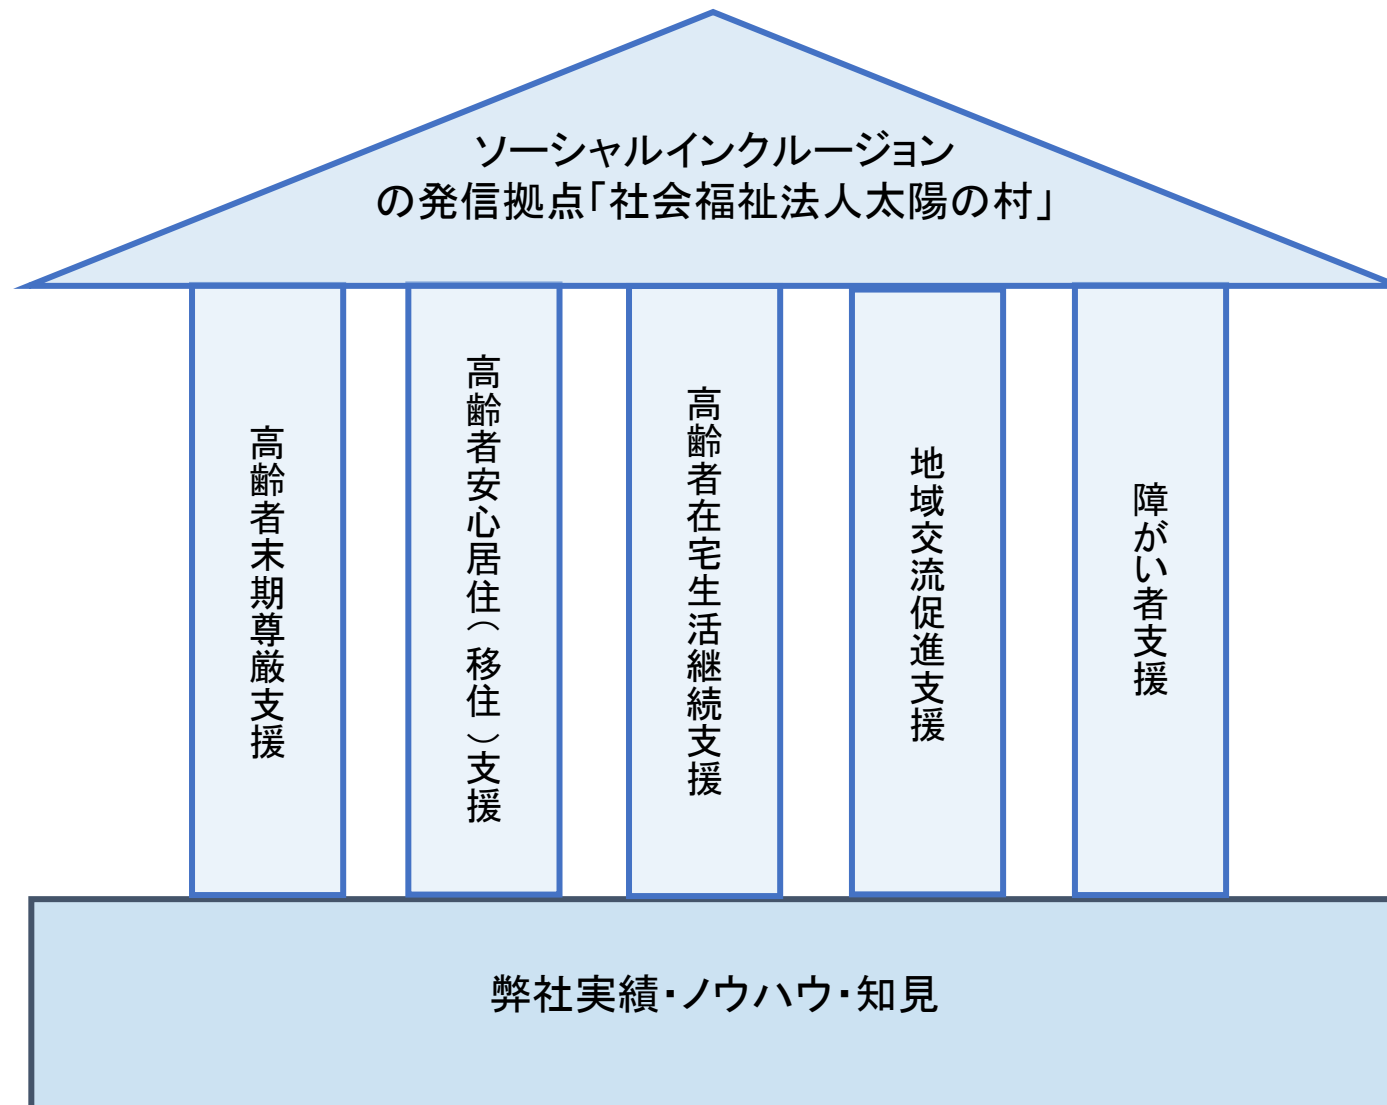 ソーシャルインクルージョン
の発信拠点「社会福祉法人太陽の村」
高齢者末期尊厳支援
高齢者安心居住（移住）支援
高齢者在宅生活継続支援
地域交流促進支援
障がい者支援
弊社実績・ノウハウ・知見